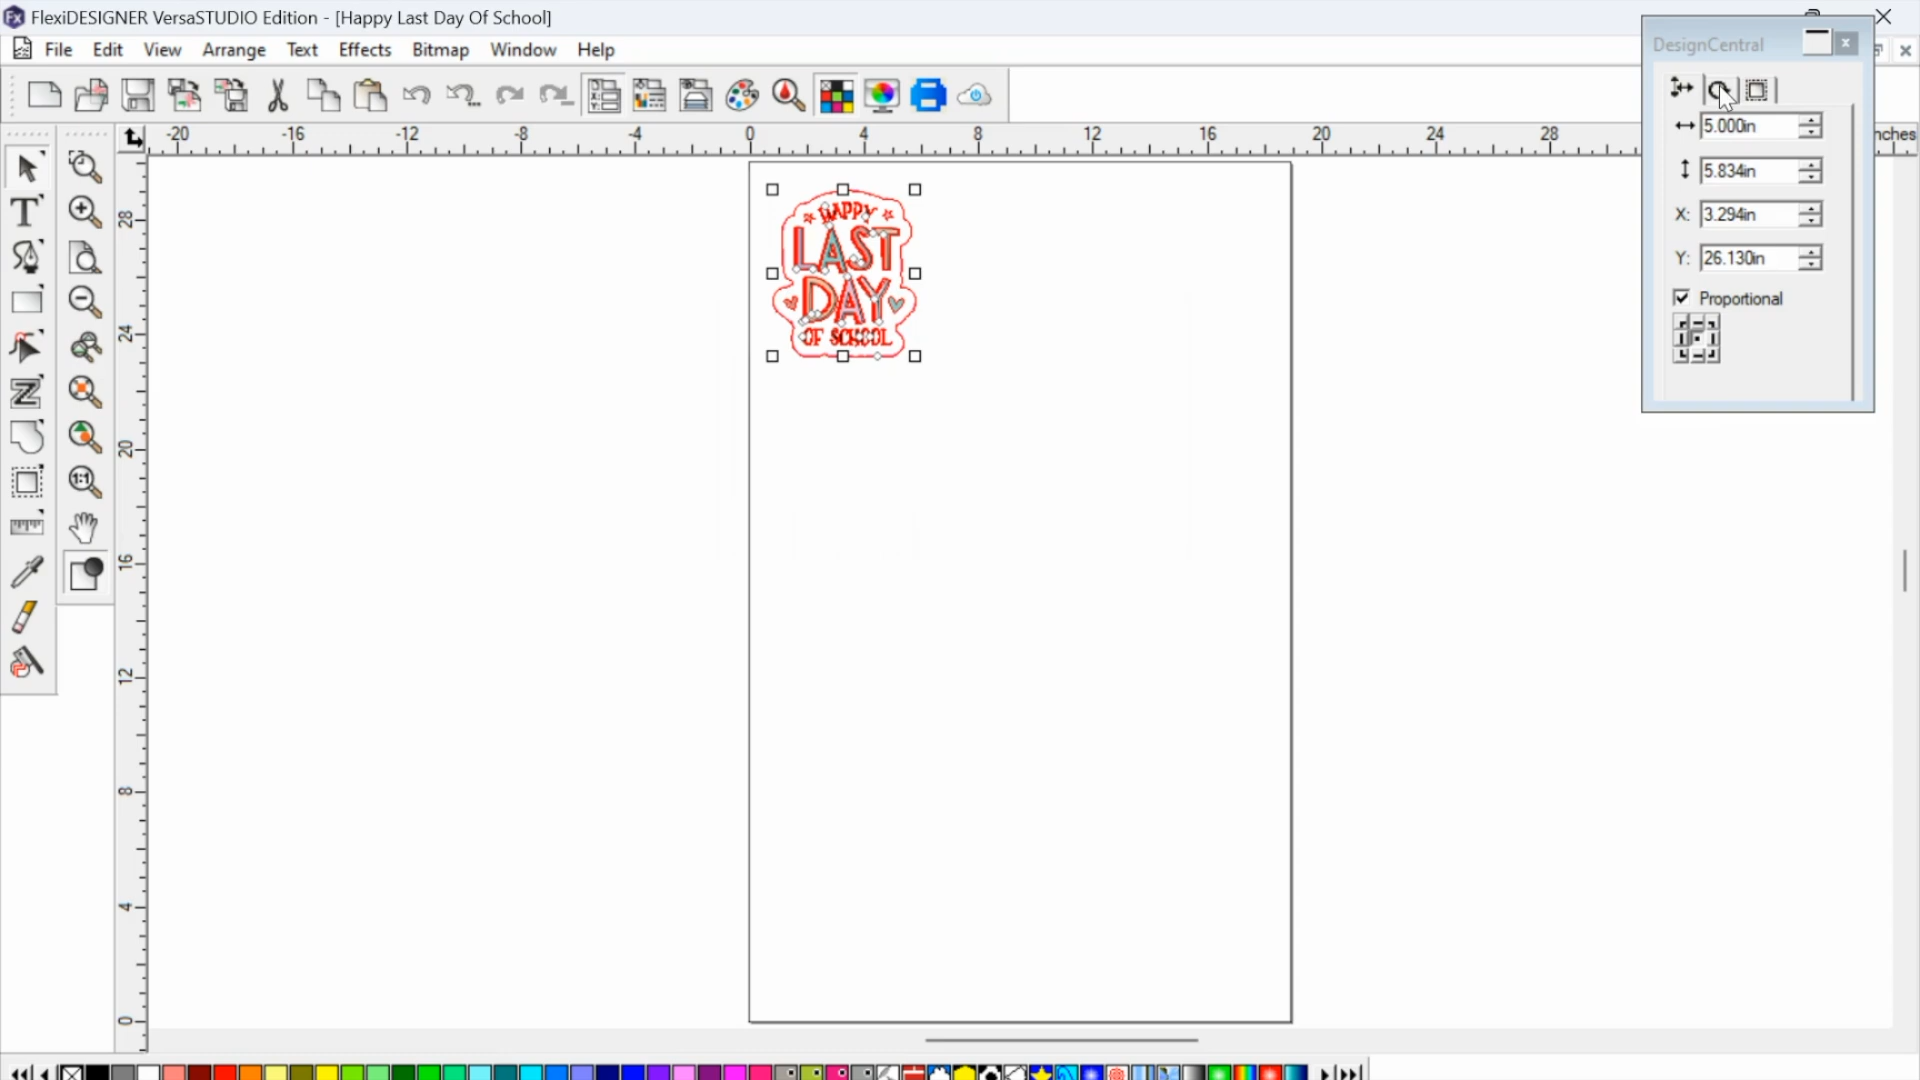 FlexiDESIGNER VersaSTUDIO Edition - [Happy Last Day Of School]
File Edit View Arrange Text Effects Bitmap Window Help
DesignCentral
-20 -16 -12 -8 -4 0 4 8 12 16 20 24 28
nches
5.000in
5.834in
X: 3.294in
Y: 26.130in
Proportional
28
24
20
16
12
8
4
0
HAPPY
LAST
DAY
OF SCHOOL
1:1